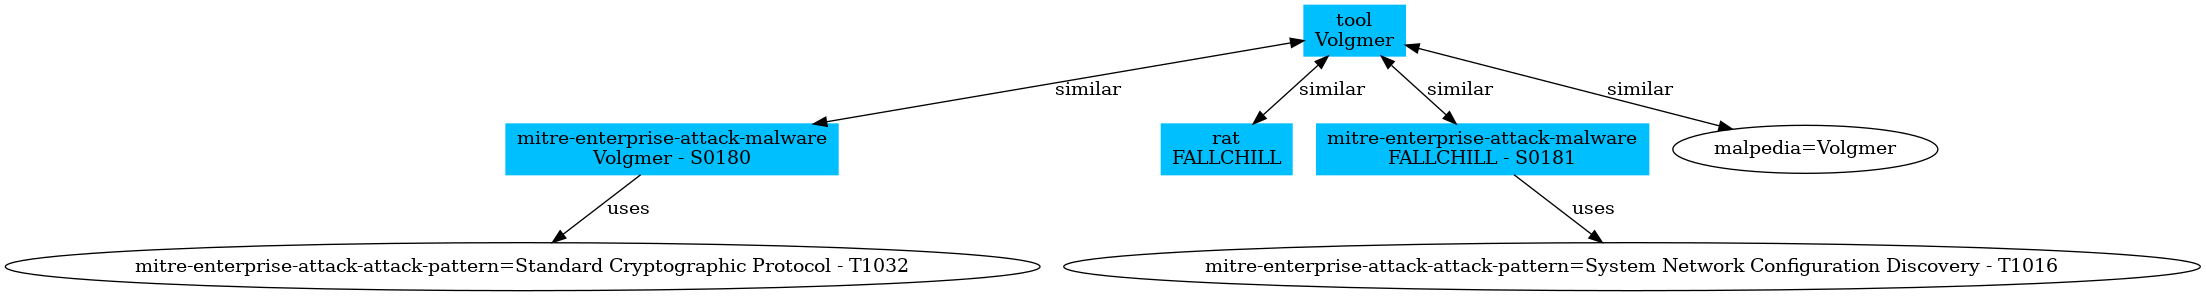 tool
Volgmer
similar
similar
similar
similar
mitre-enterprise-attack-malware
Volgmer - S0180
rat
FALLCHILL
mitre-enterprise-attack-malware
FALLCHILL - S0181
malpedia=Volgmer
uses
uses
mitre-enterprise-attack-attack-pattern=Standard Cryptographic Protocol - T1032
mitre-enterprise-attack-attack-pattern=System Network Configuration Discovery - T1016